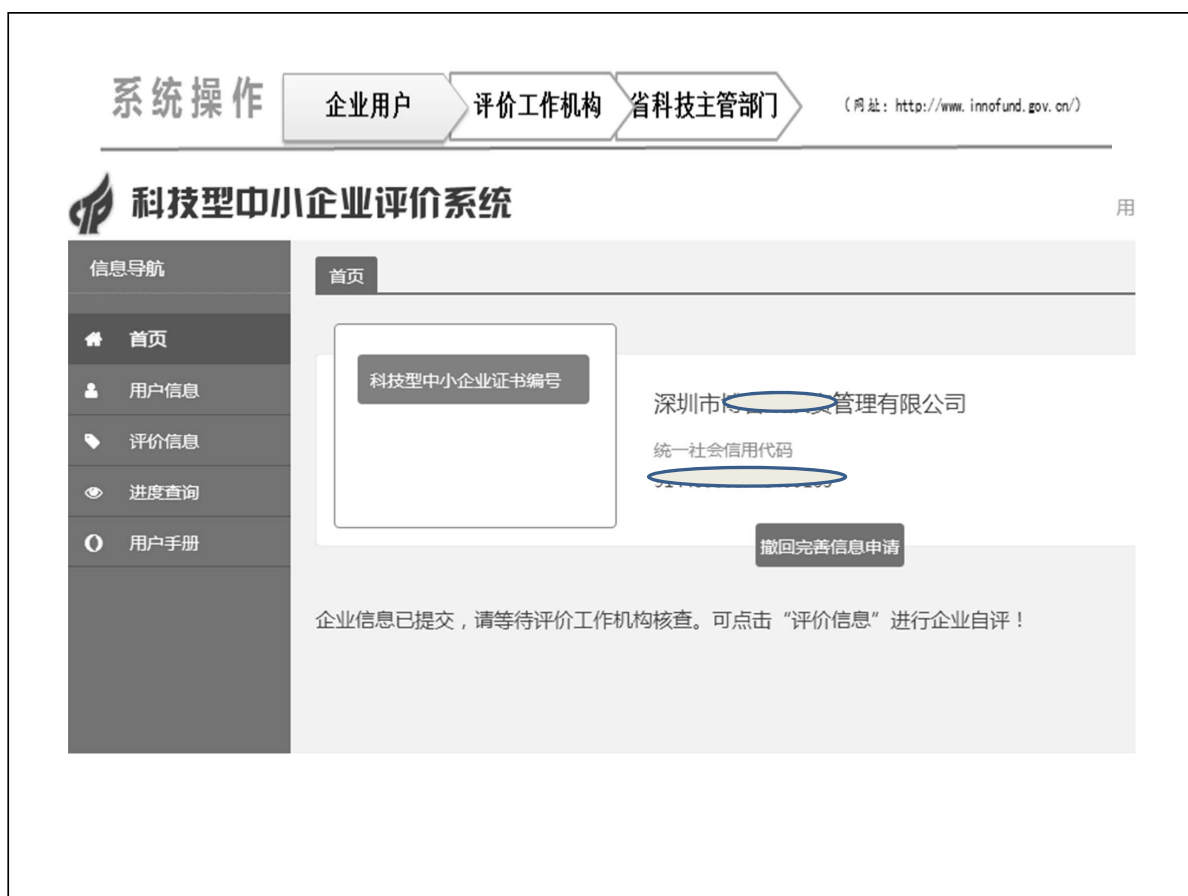 系统操作
企业用户
评价工作机构
省科技主管部门
（网址：http://www.innofund.gov.cn/）
科技型中小企业评价系统
用
信息导航
首页
首页
用户信息
评价信息
进度查询
用户手册
科技型中小企业证书编号
深圳市 管理有限公司
统一社会信用代码
撤回完善信息申请
企业信息已提交，请等待评价工作机构核查。可点击“评价信息”进行企业自评！